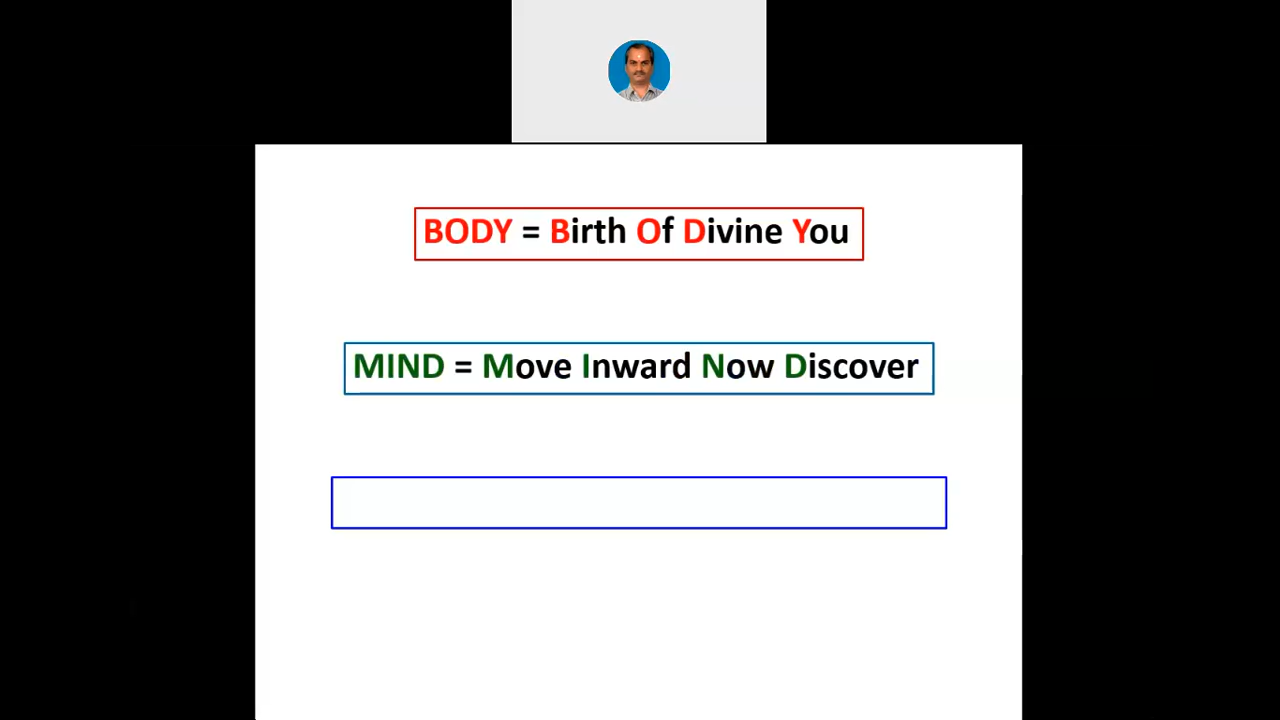 BODY = Birth Of Divine You
MIND = Move Inward Now Discover